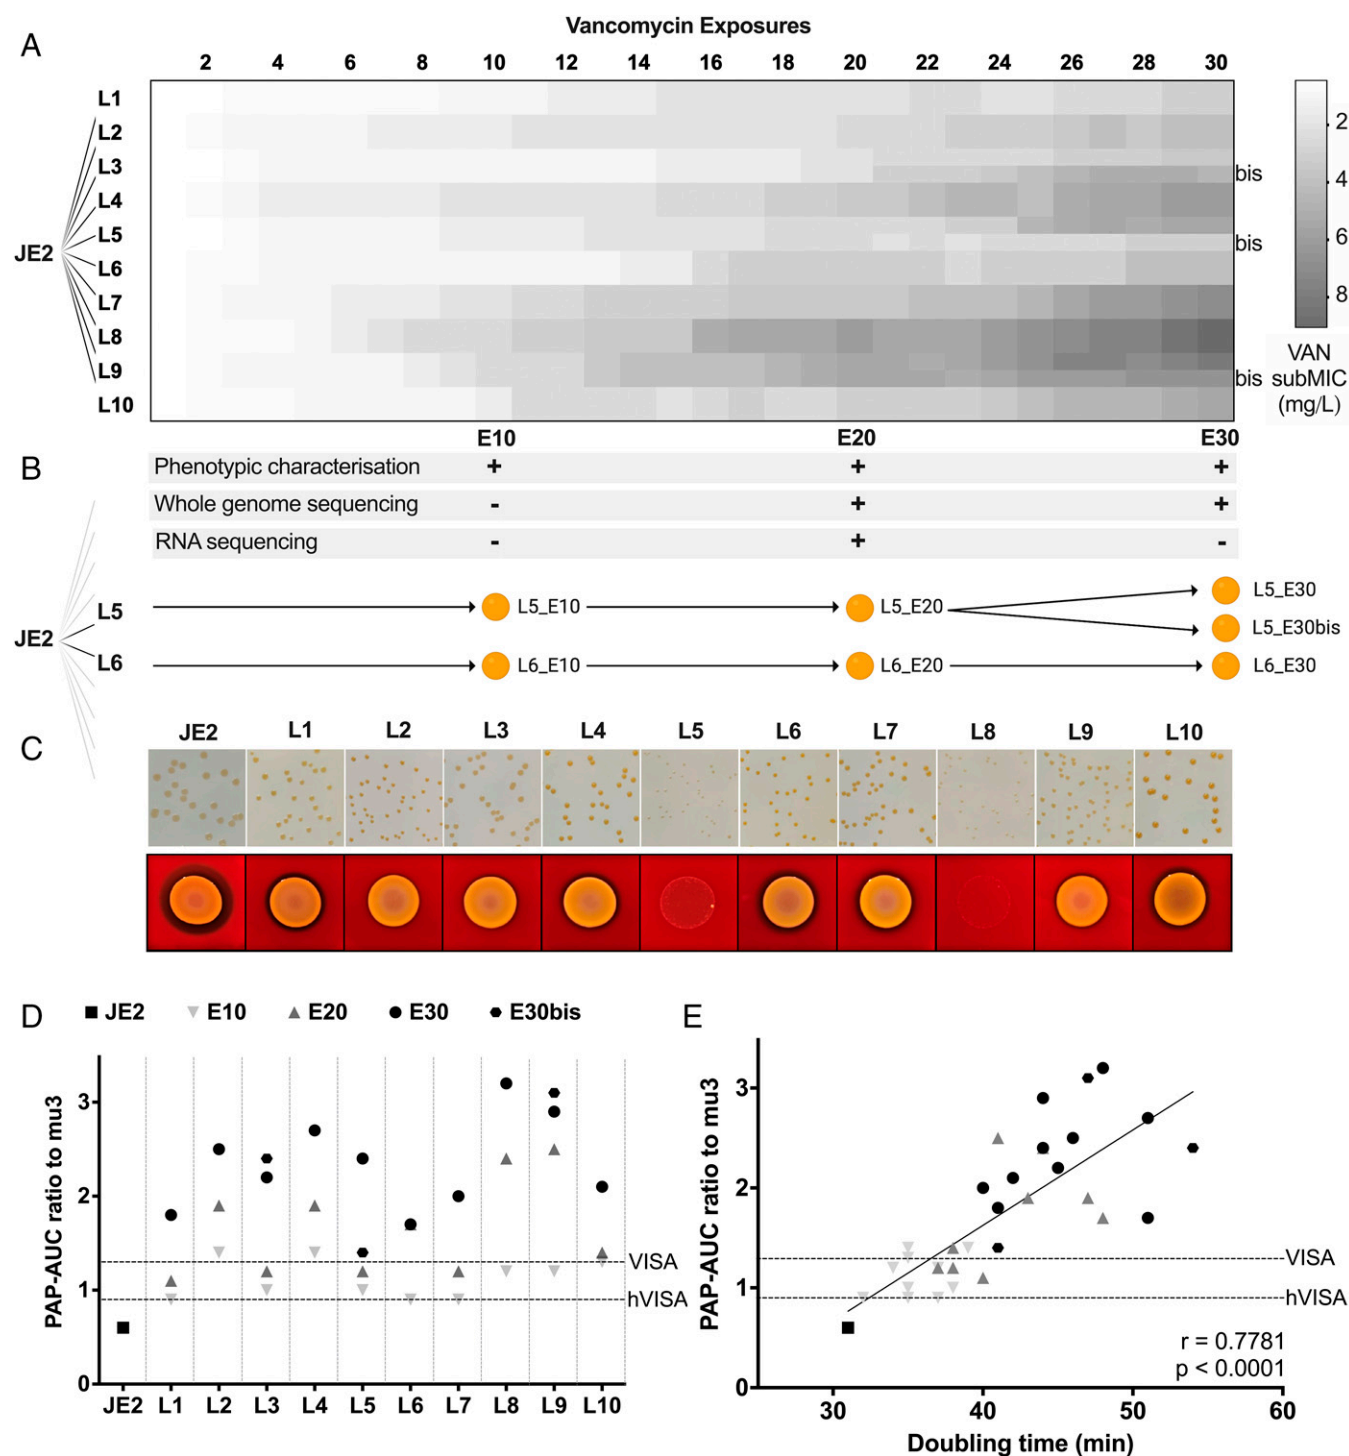 A
Vancomycin Exposures
2 4 6 8 10 12 14 16 18 20 22 24 26 28 30
L1
L2
L3
bis
L4
JE2
L5
bis
L6
L7
L8
L9
bis
L10
2
4
6
8
VAN
subMIC
(mg/L)
E10 E20 E30
B
Phenotypic characterisation + + +
Whole genome sequencing - + +
RNA sequencing - + -
JE2
L5 L5_E10 L5_E20 L5_E30
L5_E30bis
L6 L6_E10 L6_E20 L6_E30
C
JE2 L1 L2 L3 L4 L5 L6 L7 L8 L9 L10
D
JE2 E10 E20 E30 E30bis
PAP-AUC ratio to mu3
3
2
1
0
VISA
hVISA
JE2 L1 L2 L3 L4 L5 L6 L7 L8 L9 L10
E
PAP-AUC ratio to mu3
3
2
1
0
VISA
hVISA
r = 0.7781
p < 0.0001
30 40 50 60
Doubling time (min)